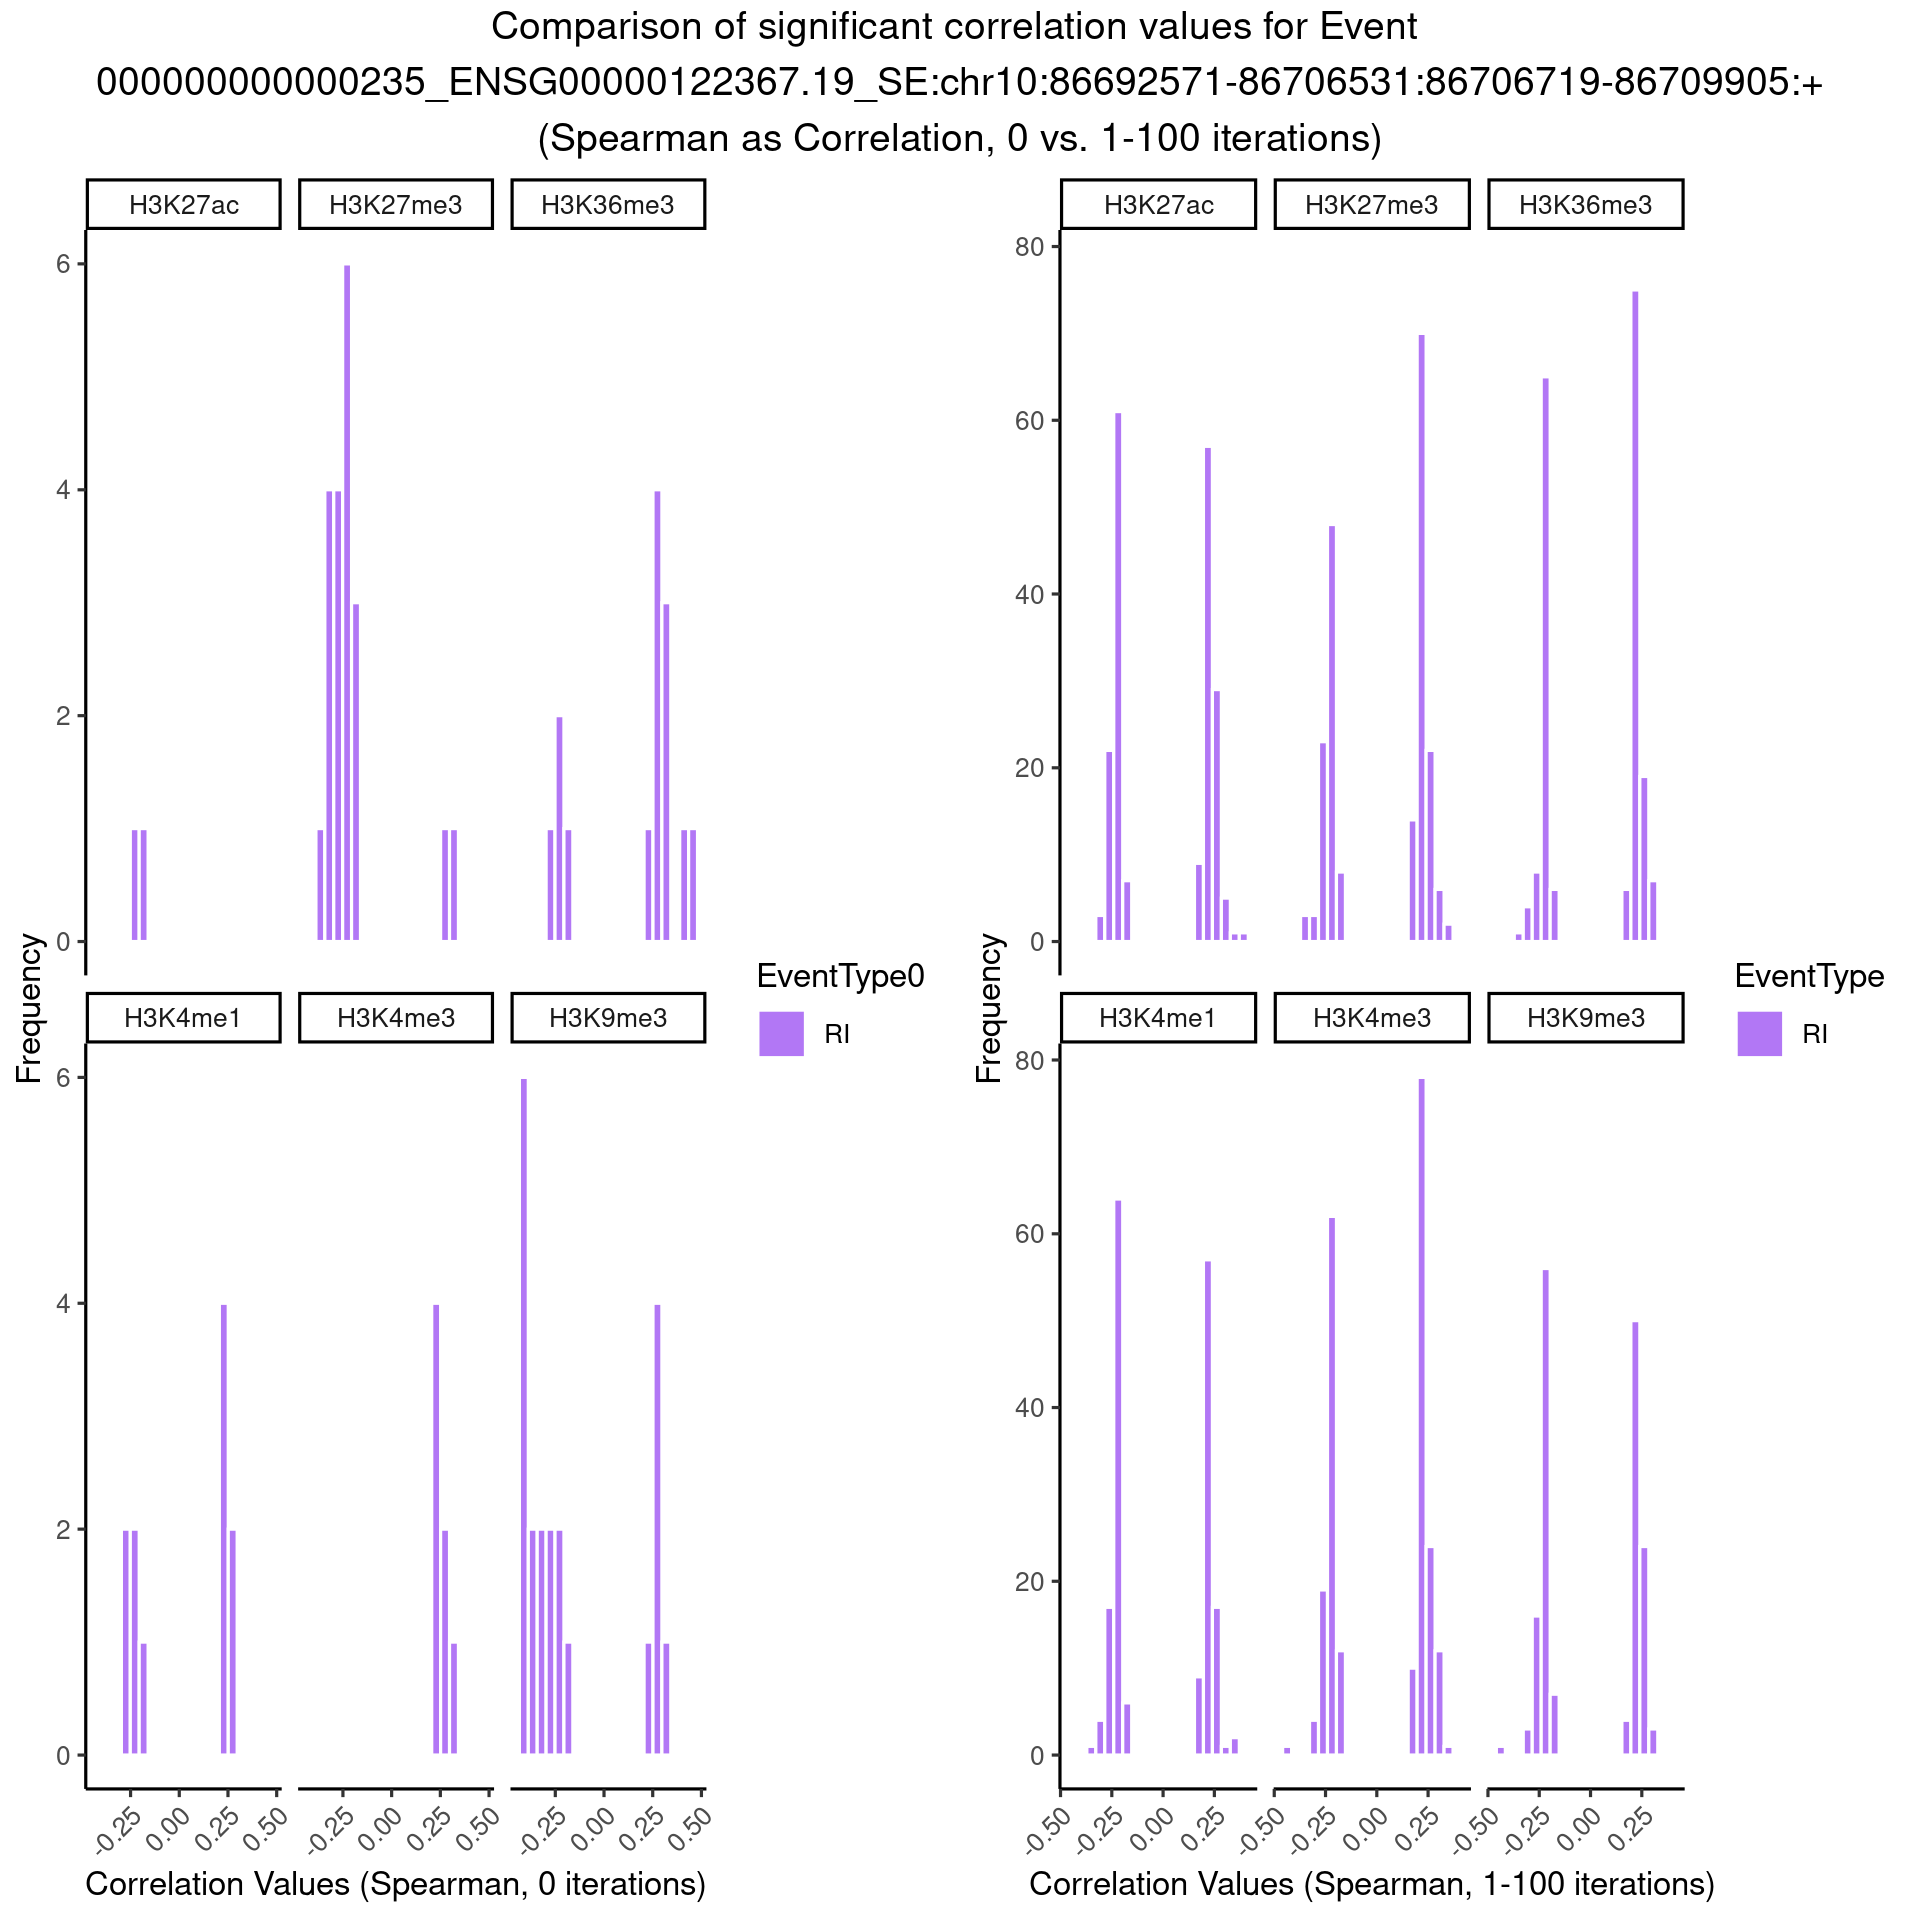 Comparison of significant correlation values for Event
000000000000235_ENSG00000122367.19_SE:chr10:86692571-86706531:86706719-86709905:+
(Spearman as Correlation, 0 vs. 1-100 iterations)
H3K27ac
H3K27me3
H3K36me3
6
4
2
0
Frequency
H3K4me1
H3K4me3
H3K9me3
6
4
2
0
-0.25
0.00
0.25
0.50
-0.25
0.00
0.25
0.50
-0.25
0.00
0.25
0.50
Correlation Values (Spearman, 0 iterations)
EventType0
RI
H3K27ac
H3K27me3
H3K36me3
80
60
40
20
0
Frequency
H3K4me1
H3K4me3
H3K9me3
80
60
40
20
0
-0.50
-0.25
0.00
0.25
-0.50
-0.25
0.00
0.25
-0.50
-0.25
0.00
0.25
Correlation Values (Spearman, 1-100 iterations)
EventType
RI